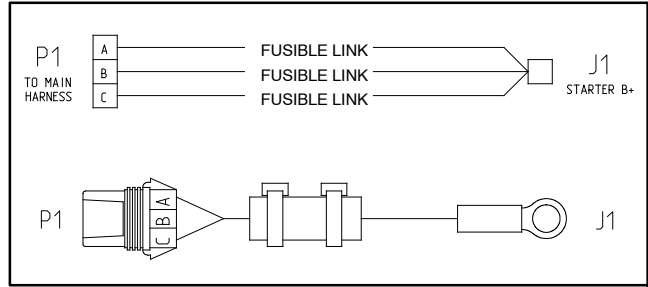 P1
TO MAIN
HARNESS
A FUSIBLE LINK
B FUSIBLE LINK
C FUSIBLE LINK
J1
STARTER B+
P1
A
B
C
J1